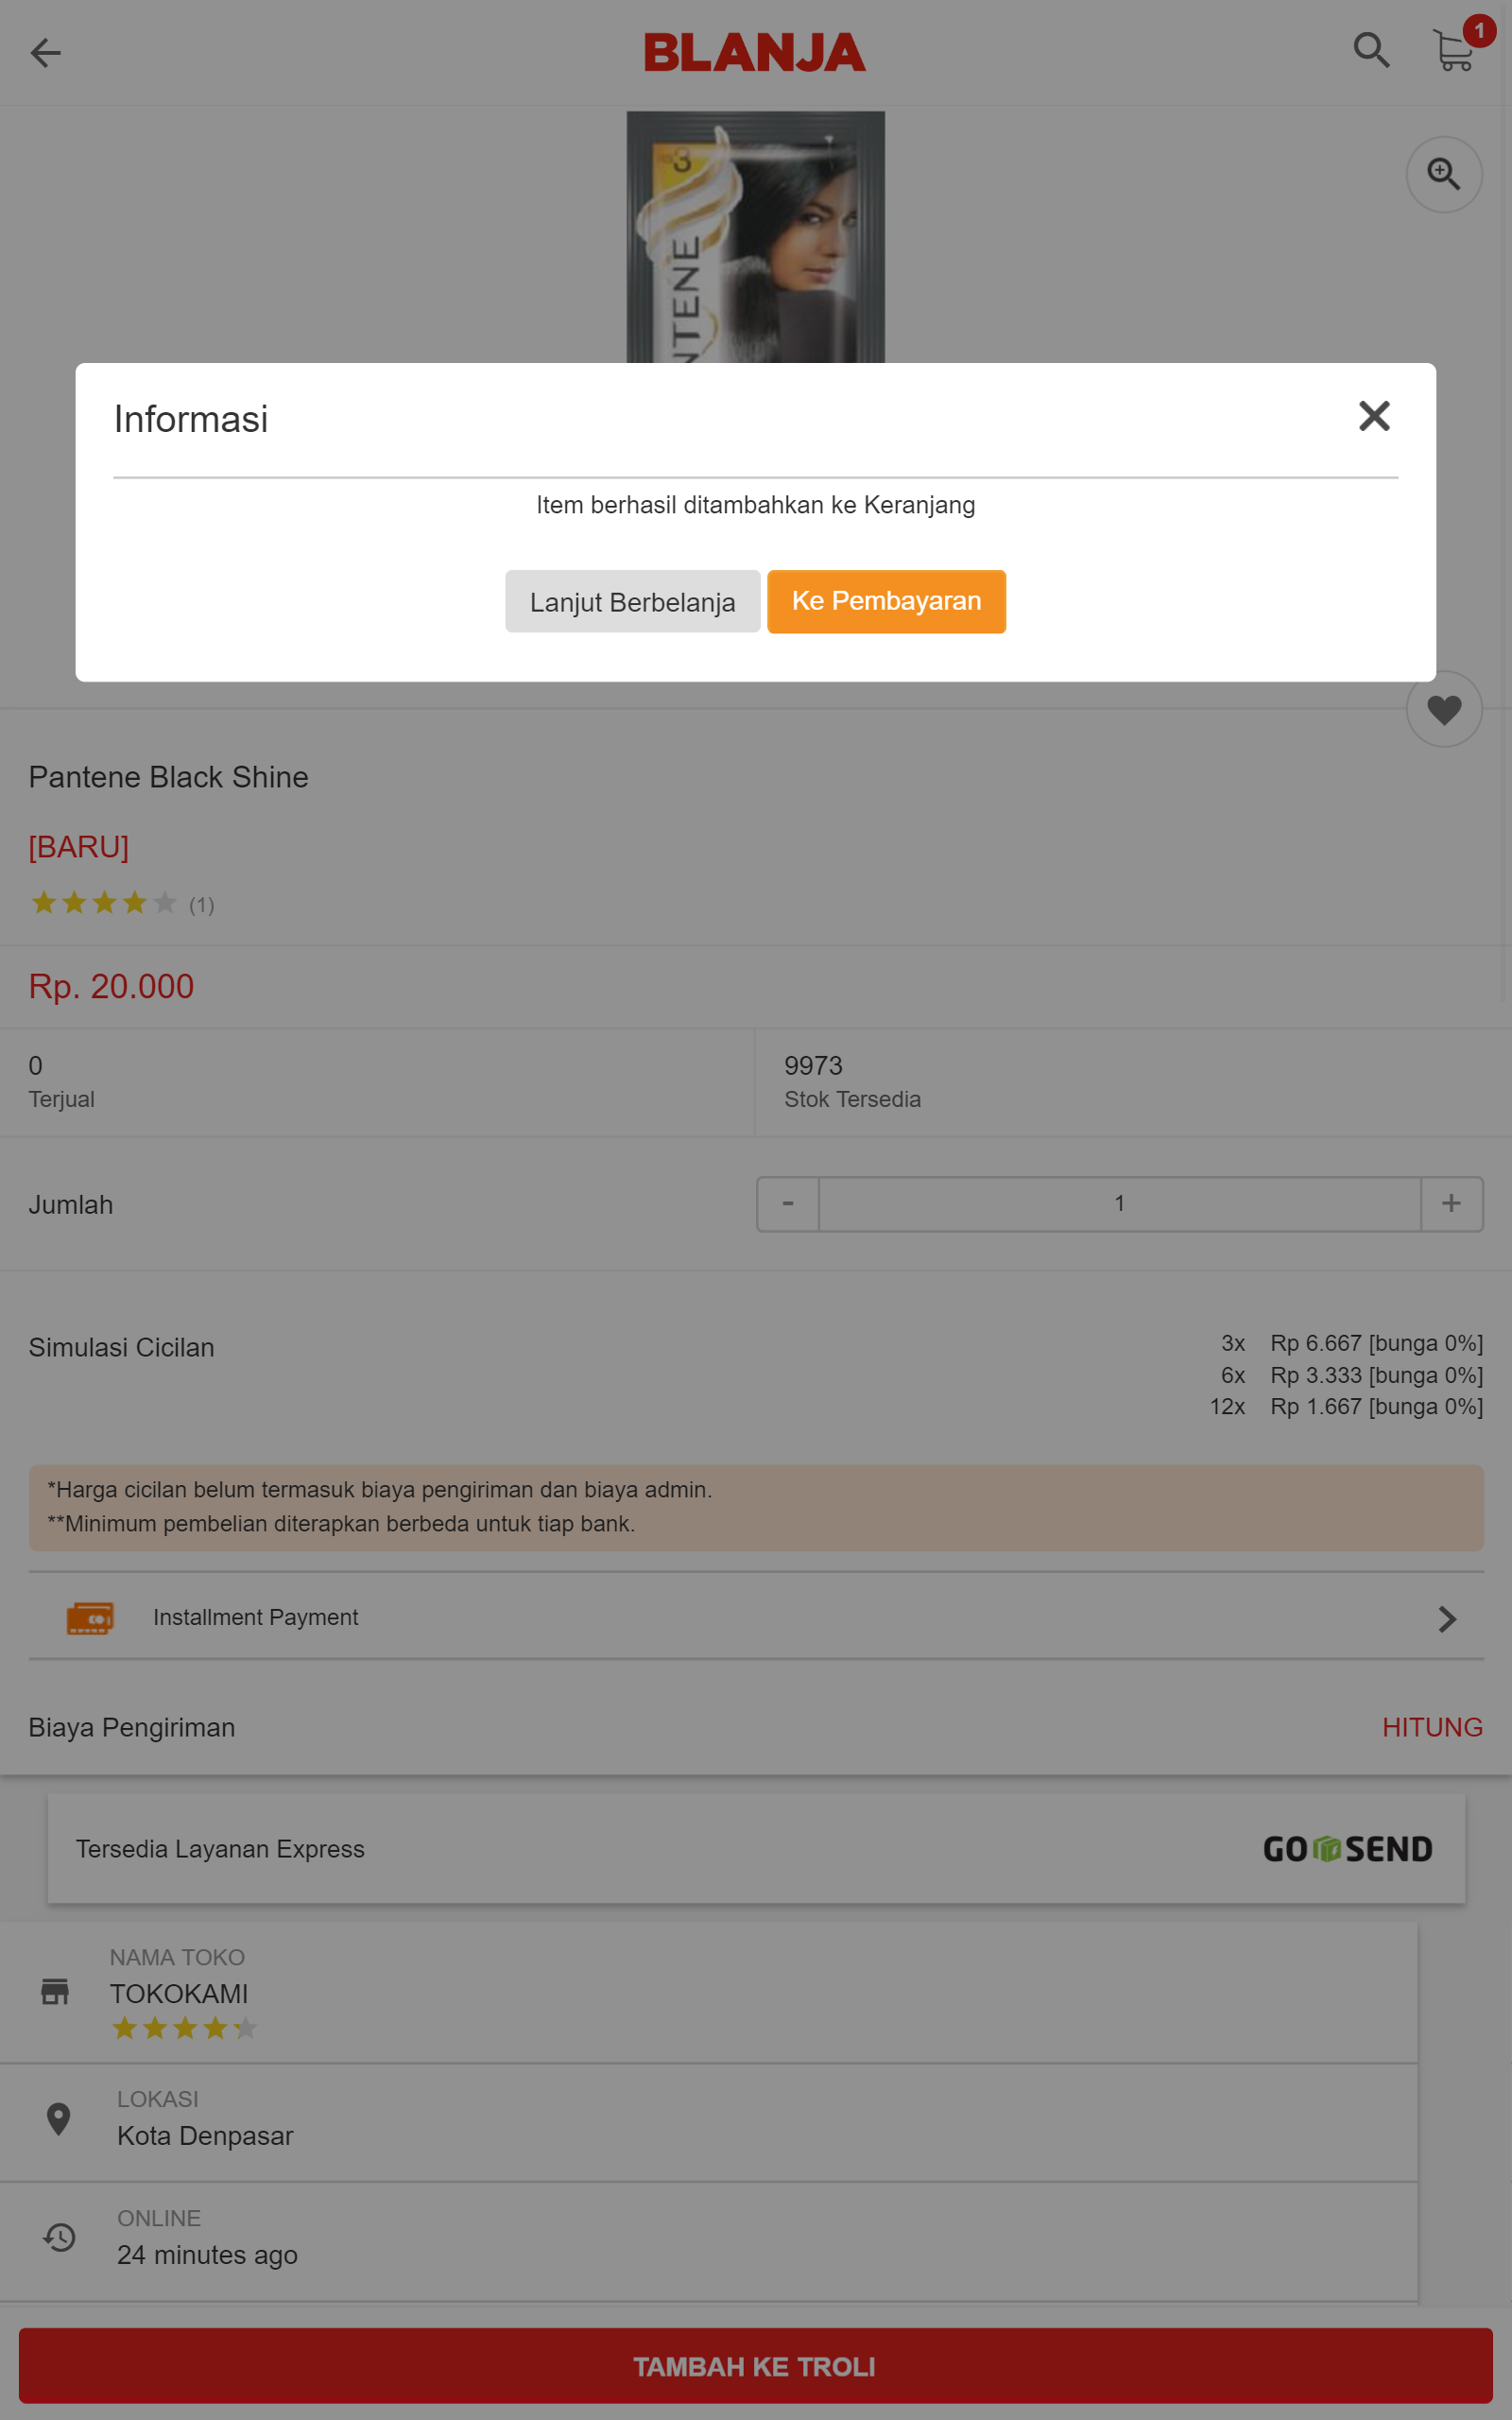 BLANJA
1
3
NTENE
Informasi
Item berhasil ditambahkan ke Keranjang
Lanjut Berbelanja
Ke Pembayaran
Pantene Black Shine
[BARU]
(1)
Rp. 20.000
0
Terjual
9973
Stok Tersedia
Jumlah
- 1 +
Simulasi Cicilan
3x Rp 6.667 [bunga 0%]
6x Rp 3.333 [bunga 0%]
12x Rp 1.667 [bunga 0%]
*Harga cicilan belum termasuk biaya pengiriman dan biaya admin.
**Minimum pembelian diterapkan berbeda untuk tiap bank.
Installment Payment
Biaya Pengiriman HITUNG
Tersedia Layanan Express GO SEND
NAMA TOKO
TOKOKAMI
LOKASI
Kota Denpasar
ONLINE
24 minutes ago
TAMBAH KE TROLI